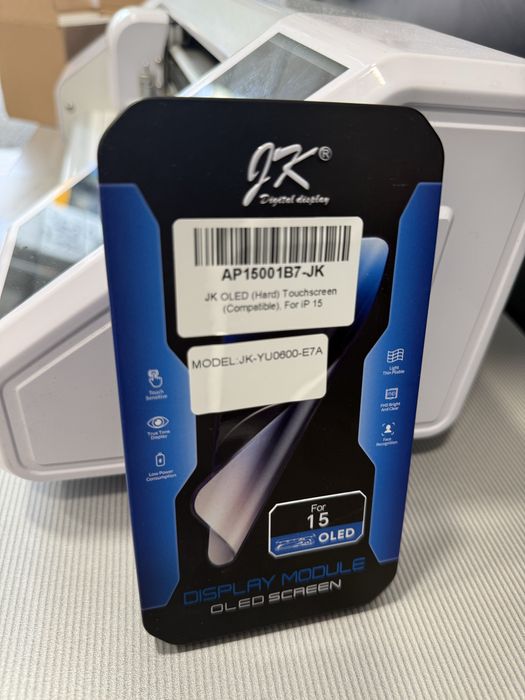 JK®
Digital display
AP15001B7-JK
JK OLED (Hard) Touchscreen
(Compatible), For iP 15
MODEL:JK-YU0600-E7A
Touch
Sensitive
True Tone
Display
Low Power
Consumption
Light
Thin Pliable
FHD Bright
And Clear
Face
Recognition
For
15
OLED
DISPLAY MODULE
OLED SCREEN